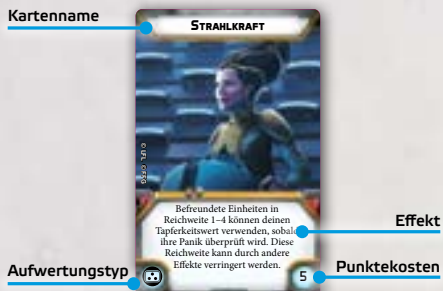 Kartenname
STRAHLKRAFT
© LFL © FFG
Befreundete Einheiten in
Reichweite 1–4 können deinen
Tapferkeitswert verwenden, sobald
ihre Panik überprüft wird. Diese
Reichweite kann durch andere
Effekte verringert werden.
Effekt
Aufwertungstyp
5
Punktekosten